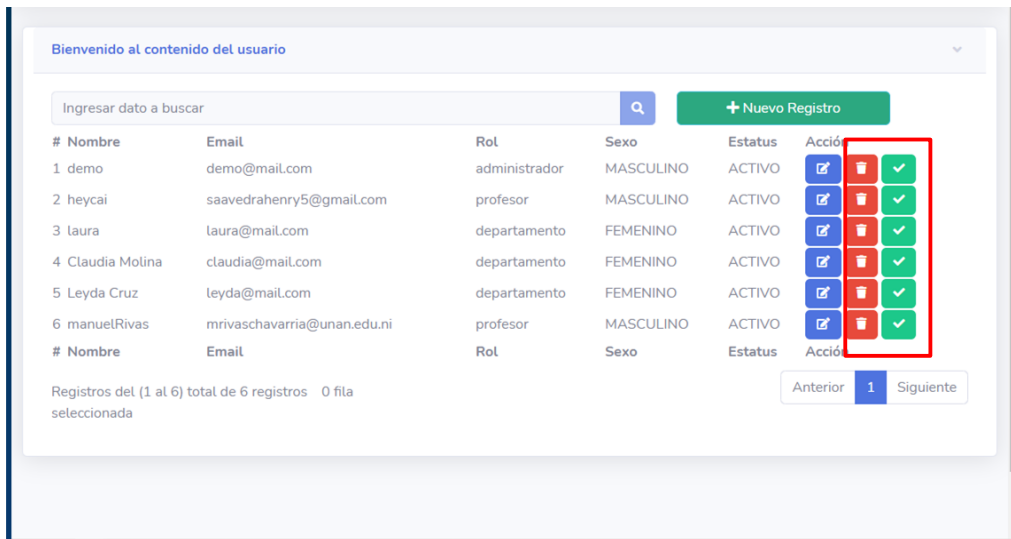 Bienvenido al contenido del usuario
Ingresar dato a buscar
Nuevo Registro
# Nombre Email Rol Sexo Estatus Acción
1 demo demo@mail.com administrador MASCULINO ACTIVO
2 heycai saavedrahenry5@gmail.com profesor MASCULINO ACTIVO
3 laura laura@mail.com departamento FEMENINO ACTIVO
4 Claudia Molina claudia@mail.com departamento FEMENINO ACTIVO
5 Leyda Cruz leyda@mail.com departamento FEMENINO ACTIVO
6 manuelRivas mrivaschavarria@unan.edu.ni profesor MASCULINO ACTIVO
# Nombre Email Rol Sexo Estatus Acción
Registros del (1 al 6) total de 6 registros 0 fila
seleccionada
Anterior 1 Siguiente